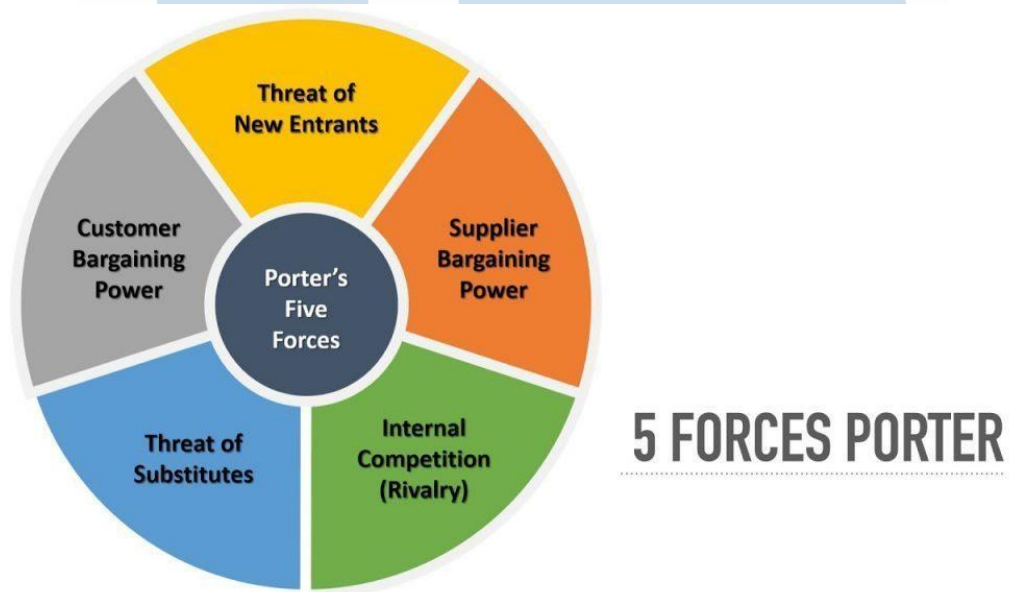 Threat of
New Entrants
Customer
Bargaining
Power
Supplier
Bargaining
Power
Porter's
Five
Forces
Threat of
Substitutes
Internal
Competition
(Rivalry)
5 FORCES PORTER